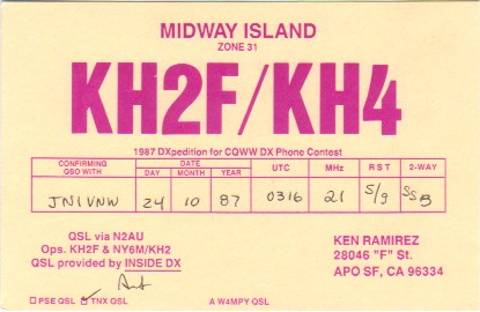 MIDWAY ISLAND
ZONE 31
KH2F/KH4
1987 DXpedition for CQWW DX Phone Contest
CONFIRMING QSO WITH DATE DAY MONTH YEAR UTC MHz RST 2-WAY
JN1VNW 24 10 87 0316 21 5/9 SSB
QSL via N2AU
Ops. KH2F & NY6M/KH2
QSL provided by INSIDE DX
KEN RAMIREZ
28046 "F" St.
APO SF, CA 96334
PSE QSL TNX QSL
A W4MPY QSL